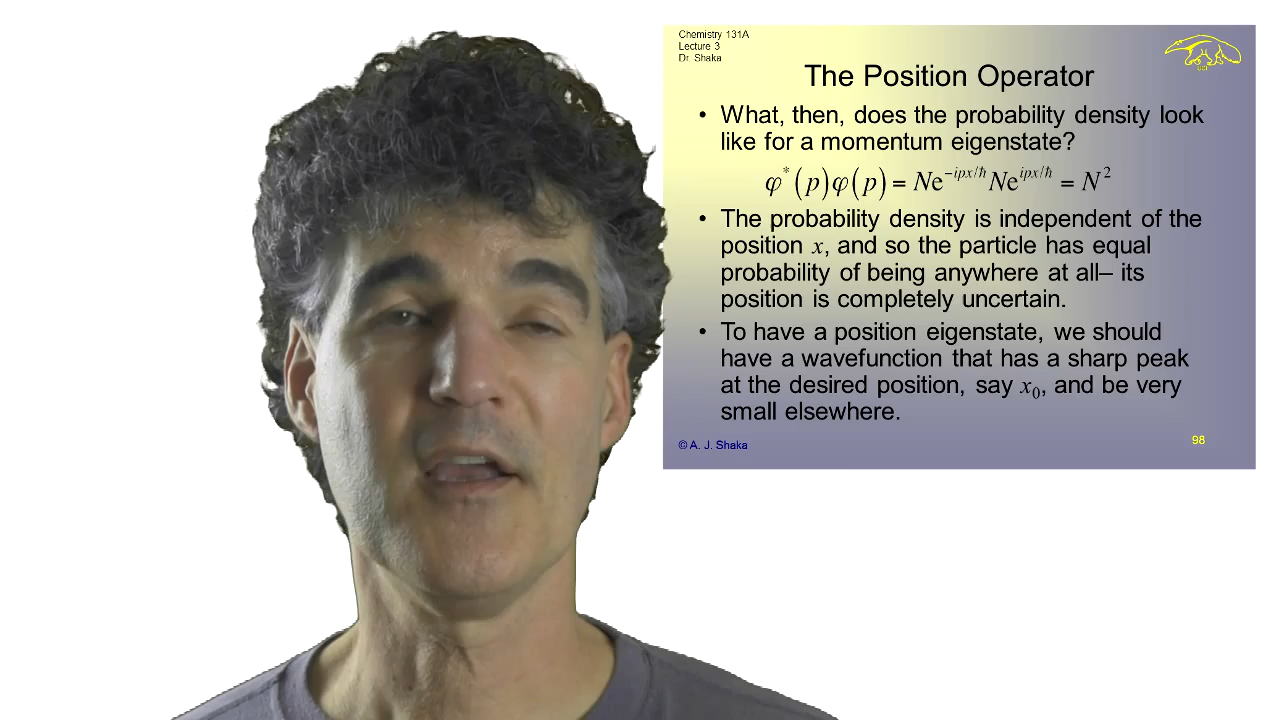 Chemistry 131A
Lecture 3
Dr. Shaka
UCI
The Position Operator
• What, then, does the probability density look
like for a momentum eigenstate?
φ*(p)φ(p) = Ne^{-ipx/ħ}Ne^{ipx/ħ} = N²
• The probability density is independent of the
position x, and so the particle has equal
probability of being anywhere at all– its
position is completely uncertain.
• To have a position eigenstate, we should
have a wavefunction that has a sharp peak
at the desired position, say x₀, and be very
small elsewhere.
© A. J. Shaka
98